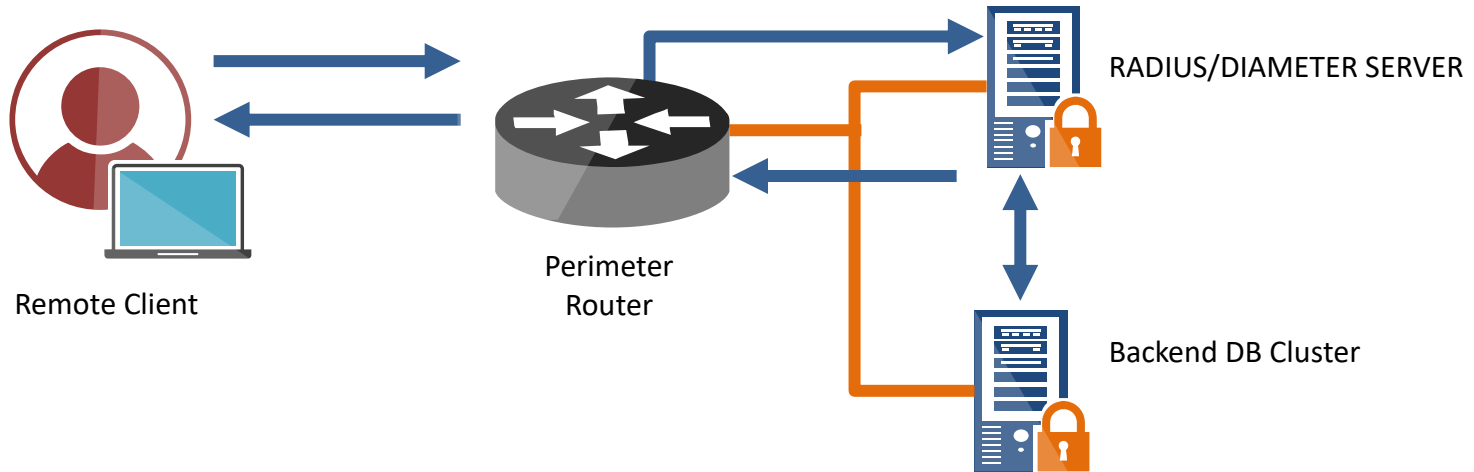 RADIUS/DIAMETER SERVER
Perimeter
Router
Remote Client
Backend DB Cluster